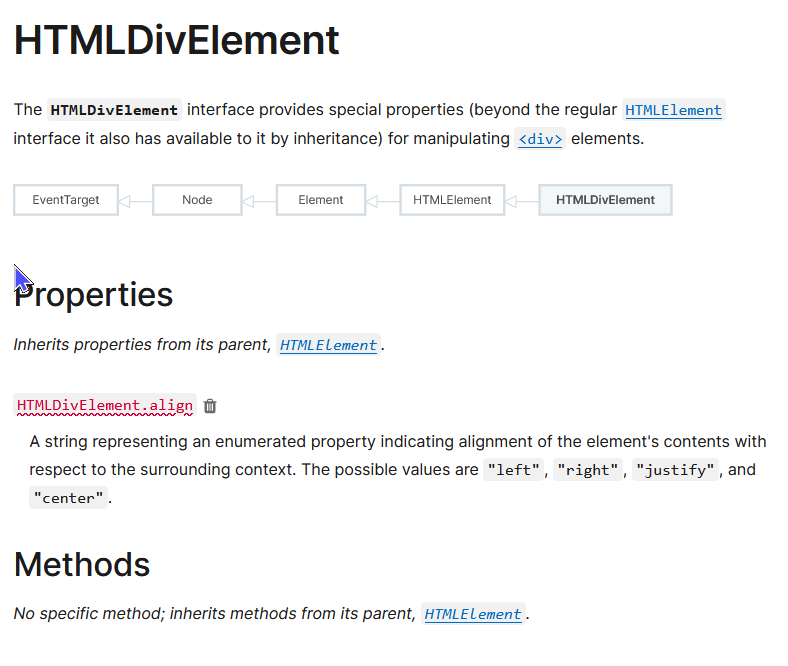 HTMLDivElement
The HTMLDivElement interface provides special properties (beyond the regular HTMLElement
interface it also has available to it by inheritance) for manipulating <div> elements.
EventTarget Node Element HTMLElement HTMLDivElement
Properties
Inherits properties from its parent, HTMLElement.
HTMLDivElement.align
A string representing an enumerated property indicating alignment of the element's contents with
respect to the surrounding context. The possible values are "left", "right", "justify", and
"center".
Methods
No specific method; inherits methods from its parent, HTMLElement.